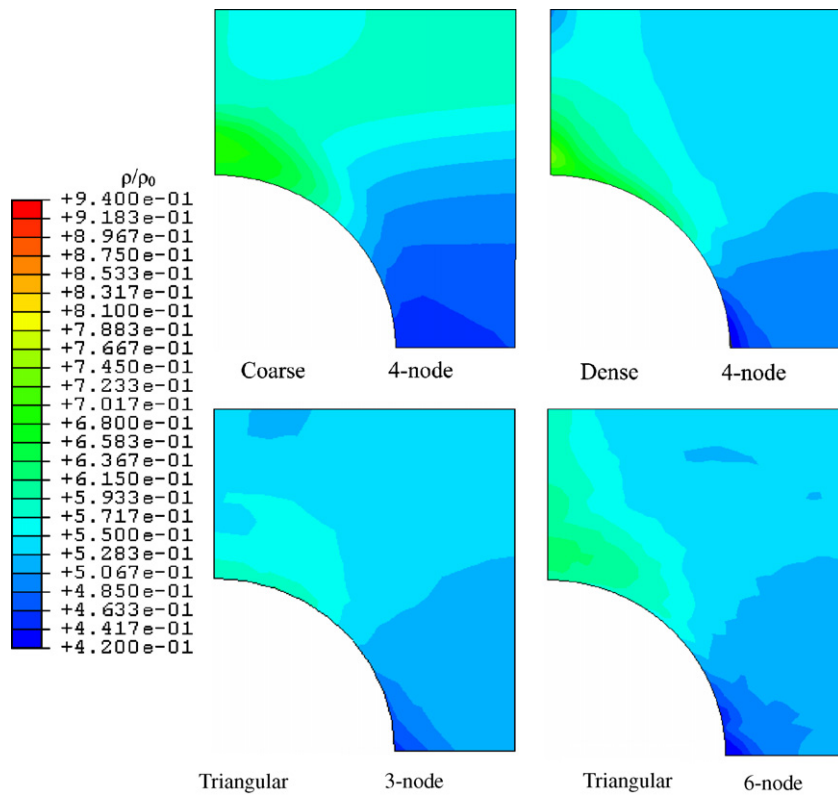 ρ/ρ₀
+9.400e-01
+9.183e-01
+8.967e-01
+8.750e-01
+8.533e-01
+8.317e-01
+8.100e-01
+7.883e-01
+7.667e-01
+7.450e-01
+7.233e-01
+7.017e-01
+6.800e-01
+6.583e-01
+6.367e-01
+6.150e-01
+5.933e-01
+5.717e-01
+5.500e-01
+5.283e-01
+5.067e-01
+4.850e-01
+4.633e-01
+4.417e-01
+4.200e-01
Coarse 4-node
Dense 4-node
Triangular 3-node
Triangular 6-node